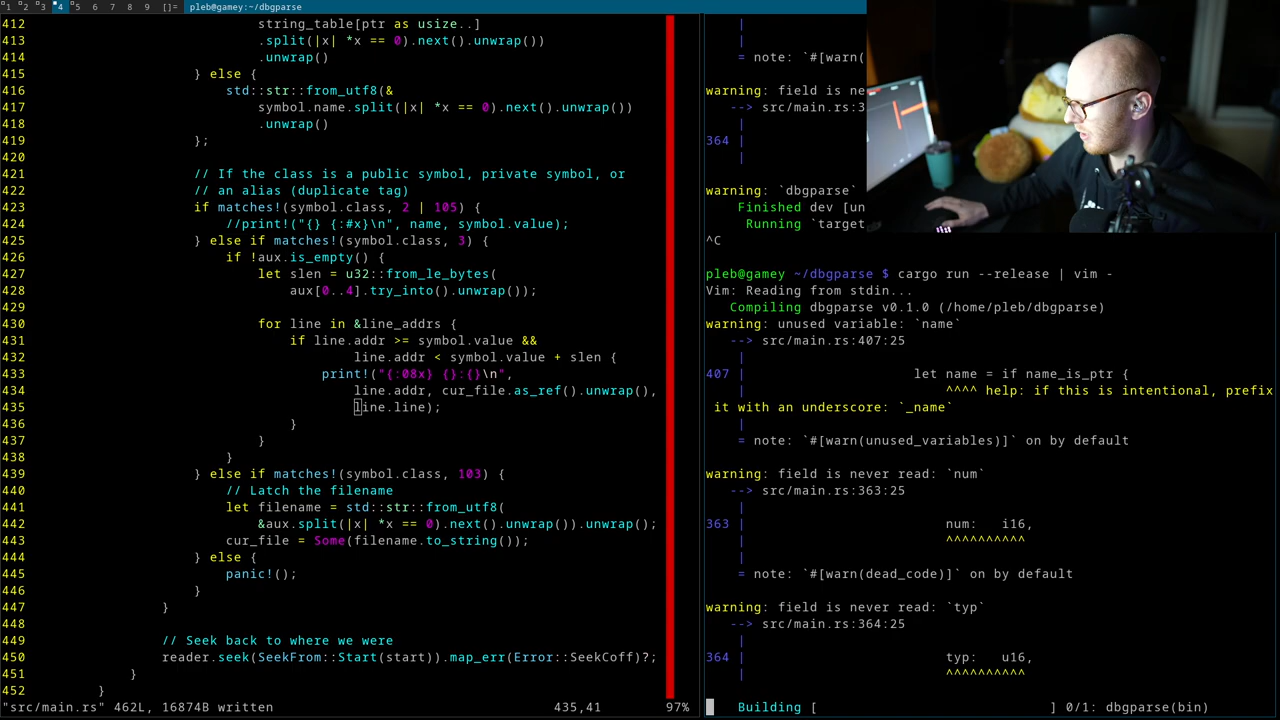 1 2 3 4 5 6 7 8 9 []= pleb@gamey:~/dbgparse
412 string_table[ptr as usize..]
413 .split(|x| *x == 0).next().unwrap())
414 .unwrap()
415 } else {
416 std::str::from_utf8(&
417 symbol.name.split(|x| *x == 0).next().unwrap())
418 .unwrap()
419 };
420
421 // If the class is a public symbol, private symbol, or
422 // an alias (duplicate tag)
423 if matches!(symbol.class, 2 | 105) {
424 //print!("{} {:#x}\n", name, symbol.value);
425 } else if matches!(symbol.class, 3) {
426 if !aux.is_empty() {
427 let slen = u32::from_le_bytes(
428 aux[0..4].try_into().unwrap());
429
430 for line in &line_addrs {
431 if line.addr >= symbol.value &&
432 line.addr < symbol.value + slen {
433 print!("{:08x} {}:{}\n",
434 line.addr, cur_file.as_ref().unwrap(),
435 line.line);
436 }
437 }
438 }
439 } else if matches!(symbol.class, 103) {
440 // Latch the filename
441 let filename = std::str::from_utf8(
442 &aux.split(|x| *x == 0).next().unwrap()).unwrap();
443 cur_file = Some(filename.to_string());
444 } else {
445 panic!();
446 }
447 }
448
449 // Seek back to where we were
450 reader.seek(SeekFrom::Start(start)).map_err(Error::SeekCoff)?;
451 }
452 }
"src/main.rs" 462L, 16874B written 435,41 97%
|
|
= note: `#[warn(
warning: field is ne
--> src/main.rs:3
|
364 |
|
warning: `dbgparse`
Finished dev [un
Running `target
^C
pleb@gamey ~/dbgparse $ cargo run --release | vim -
Vim: Reading from stdin...
Compiling dbgparse v0.1.0 (/home/pleb/dbgparse)
warning: unused variable: `name`
--> src/main.rs:407:25
|
407 | let name = if name_is_ptr {
| ^^^^ help: if this is intentional, prefix
it with an underscore: `_name`
|
= note: `#[warn(unused_variables)]` on by default
warning: field is never read: `num`
--> src/main.rs:363:25
|
363 | num: i16,
| ^^^^^^^^^^
|
= note: `#[warn(dead_code)]` on by default
warning: field is never read: `typ`
--> src/main.rs:364:25
|
364 | typ: u16,
| ^^^^^^^^^^
Building [ ] 0/1: dbgparse(bin)